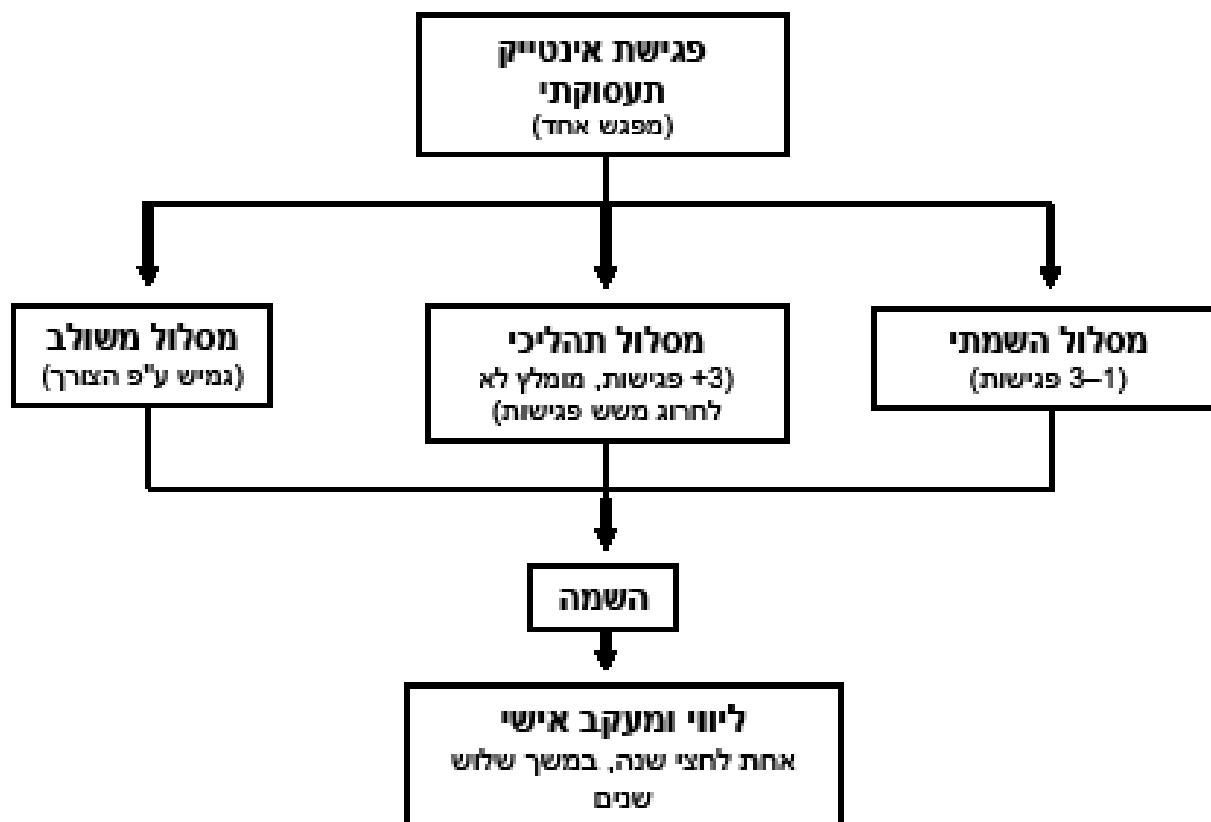 פגישת אינטייק
תעסוקתי
(מפגש אחד)
מסלול השמתי
(1–3 פגישות)
מסלול תהליכי
(3+ פגישות, מומלץ לא
לחרוג משש פגישות)
מסלול משולב
(גמיש ע"פ הצורך)
השמה
ליווי ומעקב אישי
אחת לחצי שנה, במשך שלוש
שנים